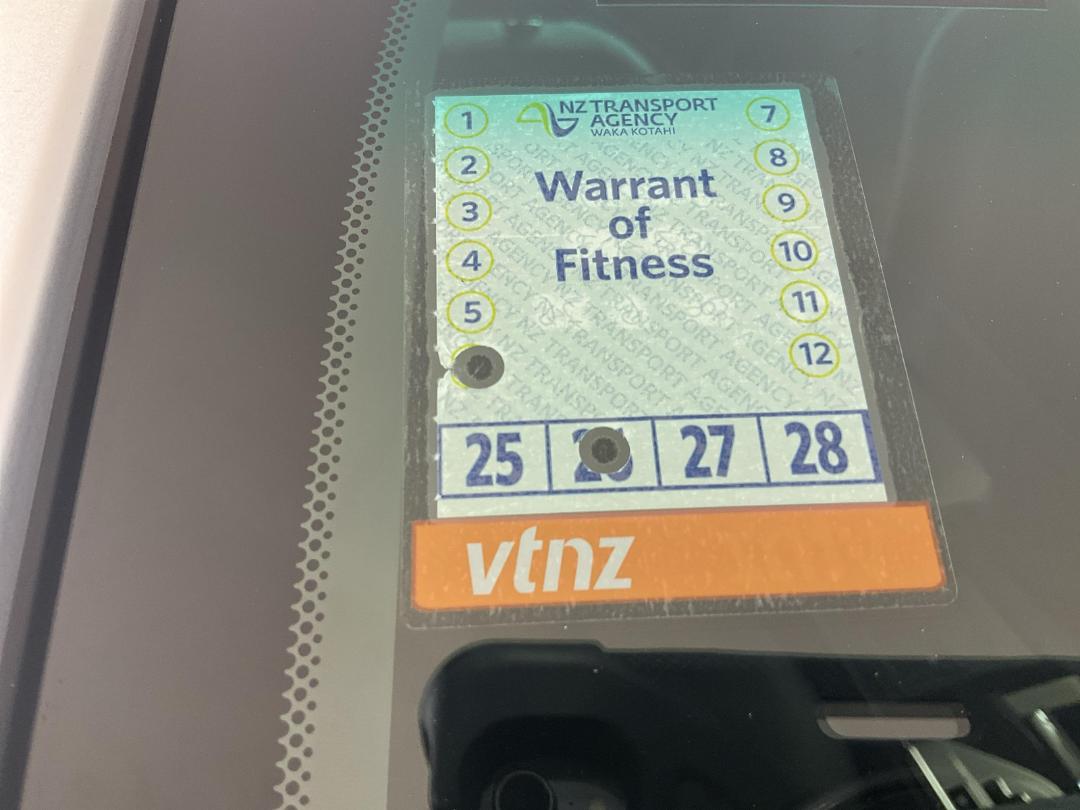 NZ TRANSPORT
AGENCY
WAKA KOTAHI
Warrant
of
Fitness
1
2
3
4
5
7
8
9
10
11
12
25 27 28
vtnz